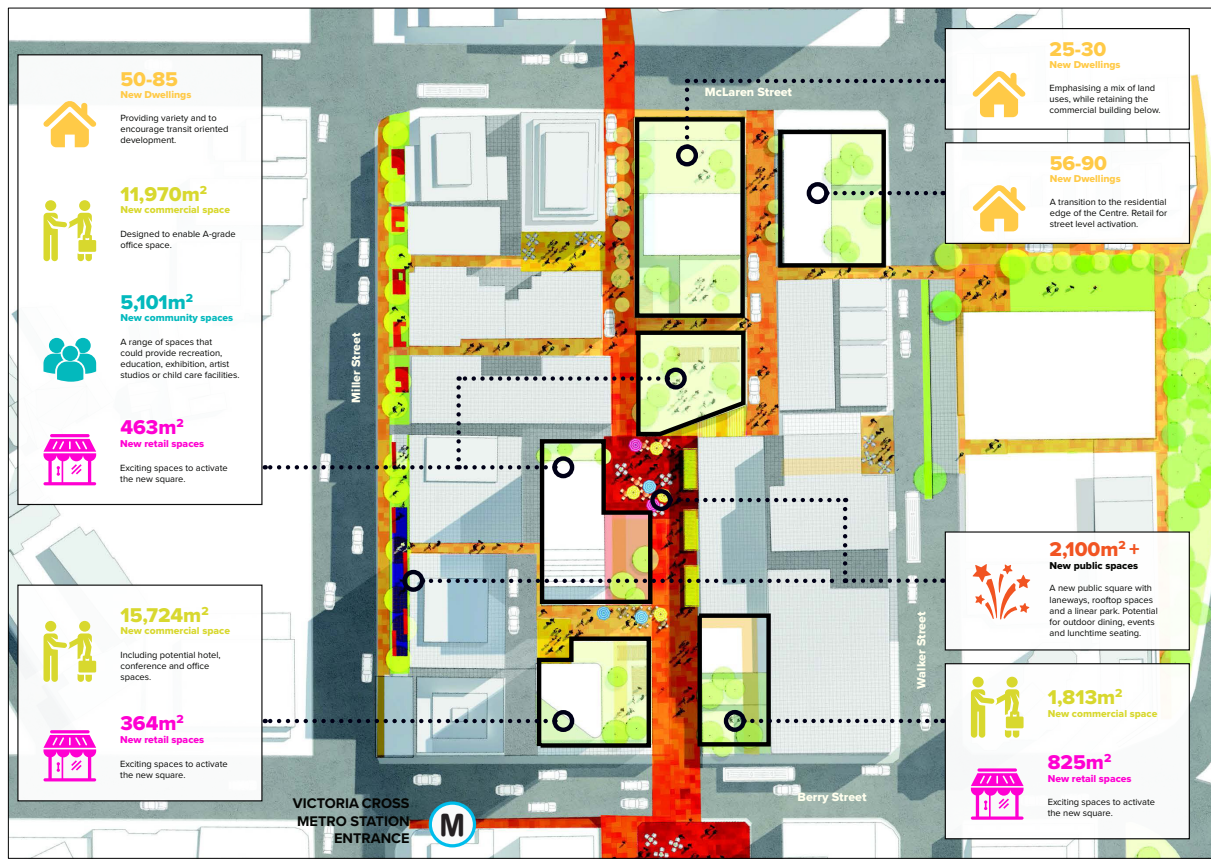 50-85
New Dwellings
Providing variety and to
encourage transit oriented
development.
11,970m²
New commercial space
Designed to enable A-grade
office space.
5,101m²
New community spaces
A range of spaces that
could provide recreation,
education, exhibition, artist
studios or child care facilities.
463m²
New retail spaces
Exciting spaces to activate
the new square.
15,724m²
New commercial space
Including potential hotel,
conference and office
spaces.
364m²
New retail spaces
Exciting spaces to activate
the new square.
McLaren Street
Miller Street
Walker Street
Berry Street
VICTORIA CROSS
METRO STATION
ENTRANCE
M
25-30
New Dwellings
Emphasising a mix of land
uses, while retaining the
commercial building below.
56-90
New Dwellings
A transition to the residential
edge of the Centre. Retail for
street level activation.
2,100m² +
New public spaces
A new public square with
laneways, rooftop spaces
and a linear park. Potential
for outdoor dining, events
and lunchtime seating.
1,813m²
New commercial space
825m²
New retail spaces
Exciting spaces to activate
the new square.